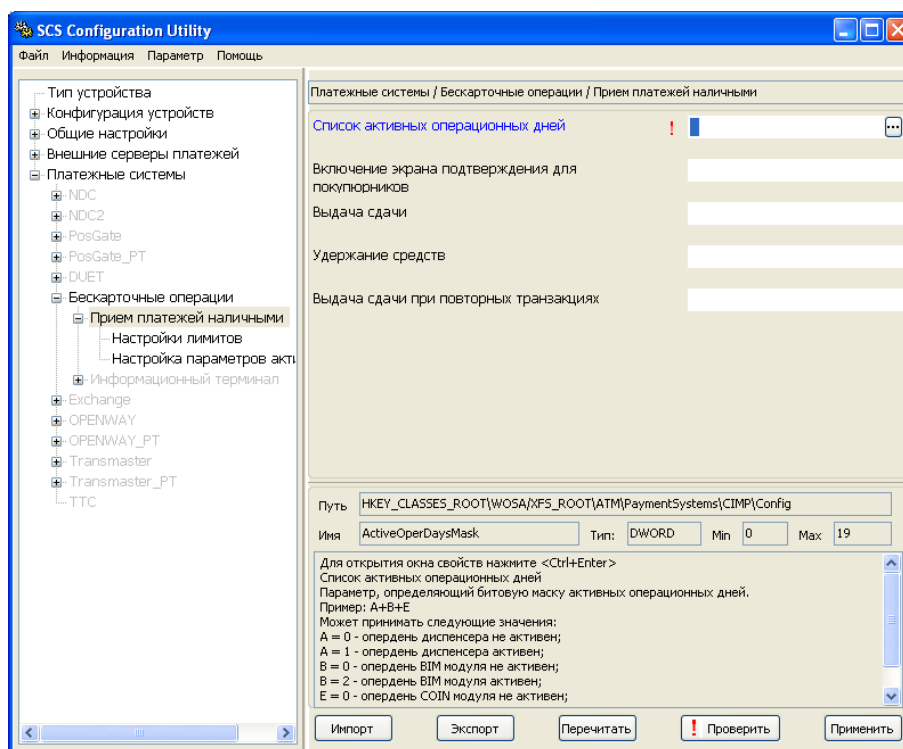 SCS Configuration Utility
Файл Информация Параметр Помощь
Тип устройства
Конфигурация устройств
Общие настройки
Внешние серверы платежей
Платежные системы
NDC
NDC2
PosGate
PosGate_PT
DUET
Бескарточные операции
Прием платежей наличными
Настройки лимитов
Настройка параметров акти
Информационный терминал
Exchange
OPENWAY
OPENWAY_PT
Transmaster
Transmaster_PT
TTC
Платежные системы / Бескарточные операции / Прием платежей наличными
Список активных операционных дней !
Включение экрана подтверждения для
покупюрников
Выдача сдачи
Удержание средств
Выдача сдачи при повторных транзакциях
Путь HKEY_CLASSES_ROOT\WOSA/XFS_ROOT\ATM\PaymentSystems\CIMP\Config
Имя ActiveOperDaysMask Тип: DWORD Min 0 Max 19
Для открытия окна свойств нажмите <Ctrl+Enter>
Список активных операционных дней
Параметр, определяющий битовую маску активных операционных дней.
Пример: A+B+E
Может принимать следующие значения:
A = 0 - опердень диспенсера не активен;
A = 1 - опердень диспенсера активен;
B = 0 - опердень BIM модуля не активен;
B = 2 - опердень BIM модуля активен;
E = 0 - опердень COIN модуля не активен;
Импорт Экспорт Перечитать ! Проверить Применить